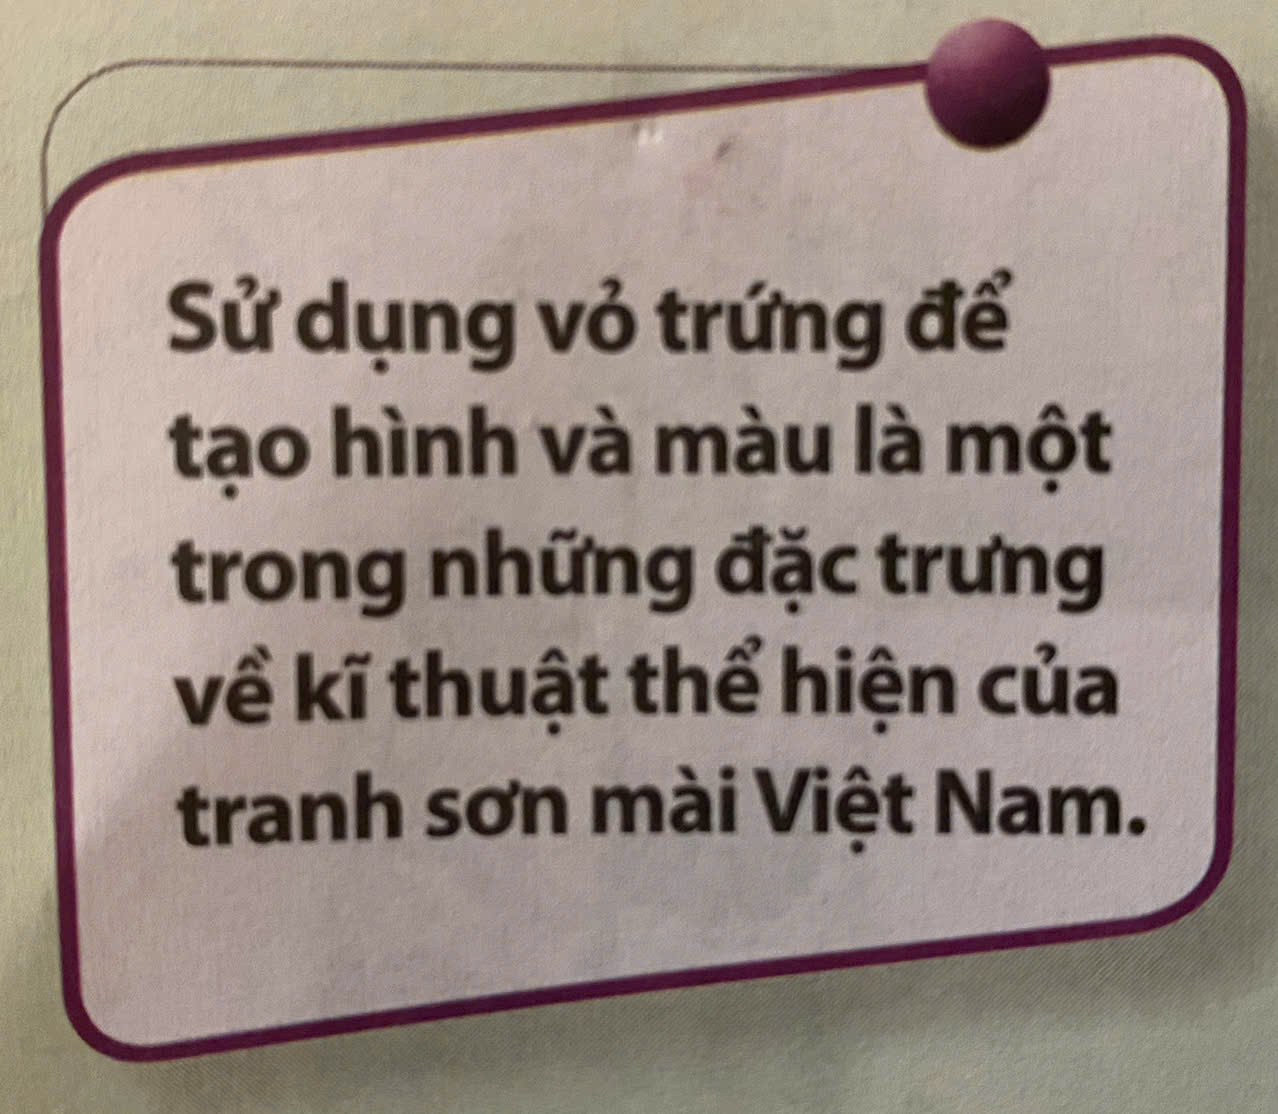 Sử dụng vỏ trứng để
tạo hình và màu là một
trong những đặc trưng
về kĩ thuật thể hiện của
tranh sơn mài Việt Nam.